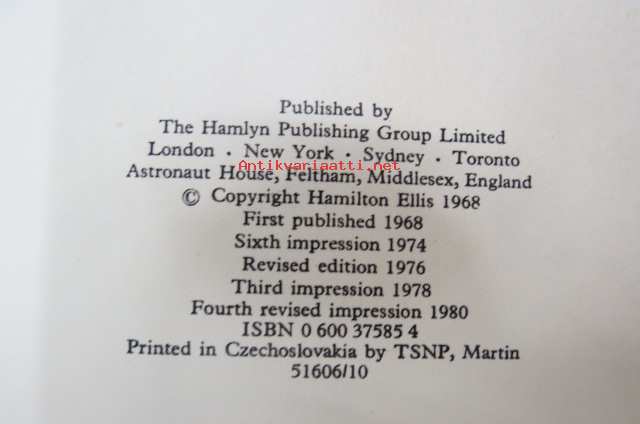 Published by
The Hamlyn Publishing Group Limited
London · New York · Sydney · Toronto
Antikvariaatti.net
Astronaut House, Feltham, Middlesex, England
© Copyright Hamilton Ellis 1968
First published 1968
Sixth impression 1974
Revised edition 1976
Third impression 1978
Fourth revised impression 1980
ISBN 0 600 37585 4
Printed in Czechoslovakia by TSNP, Martin
51606/10